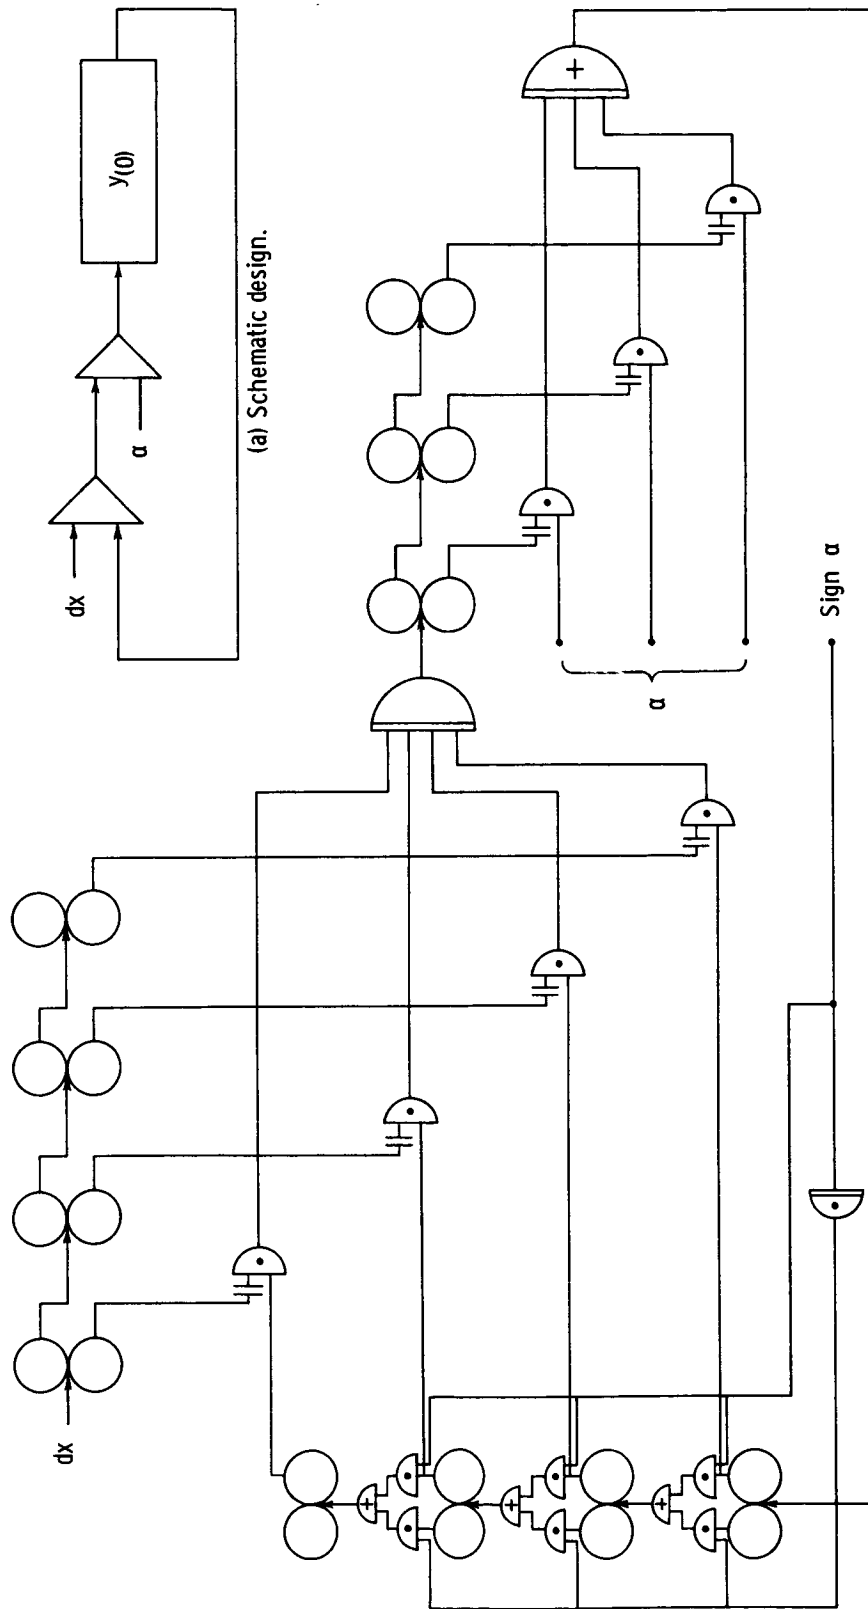 dx
α
y(0)
(a) Schematic design.
dx
α
Sign α
+
+
+
+